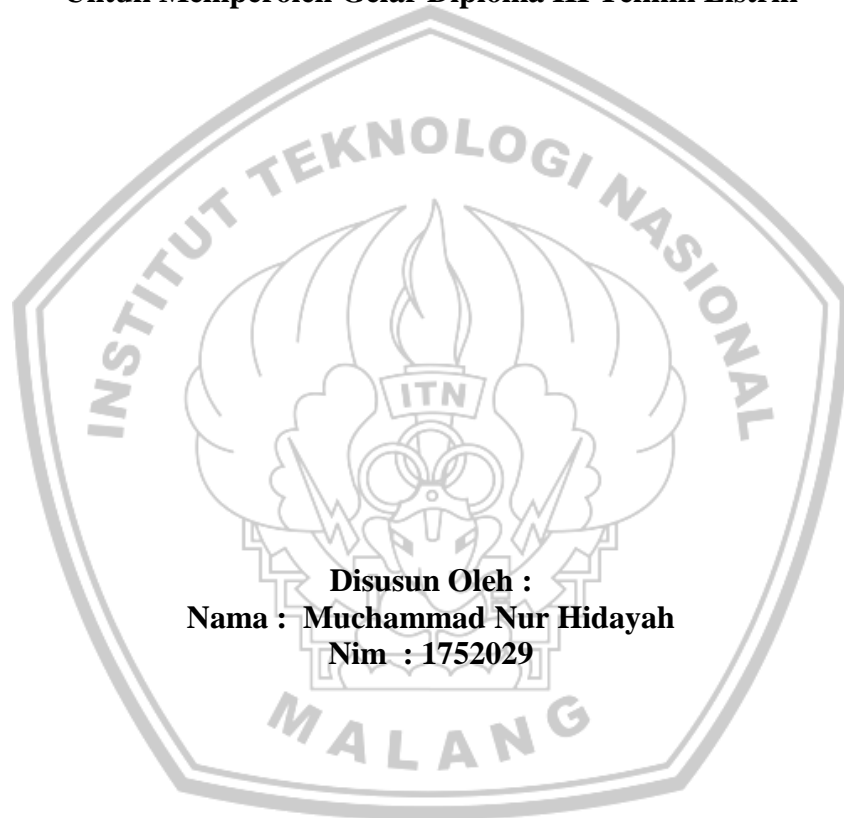 Untuk Memperoleh Gelar Diploma III Teknik Listrik
INSTITUT TEKNOLOGI NASIONAL
ITN
Disusun Oleh :
Nama : Muchammad Nur Hidayah
Nim : 1752029
MALANG